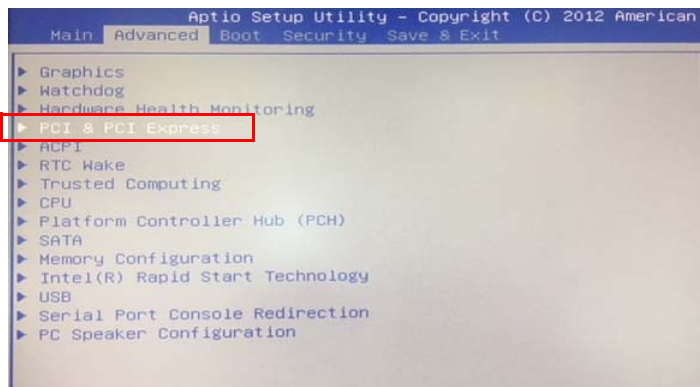 Aptio Setup Utility – Copyright (C) 2012 American
Main Advanced Boot Security Save & Exit
Graphics
Watchdog
Hardware Health Monitoring
PCI & PCI Express
ACPI
RTC Wake
Trusted Computing
CPU
Platform Controller Hub (PCH)
SATA
Memory Configuration
Intel(R) Rapid Start Technology
USB
Serial Port Console Redirection
PC Speaker Configuration